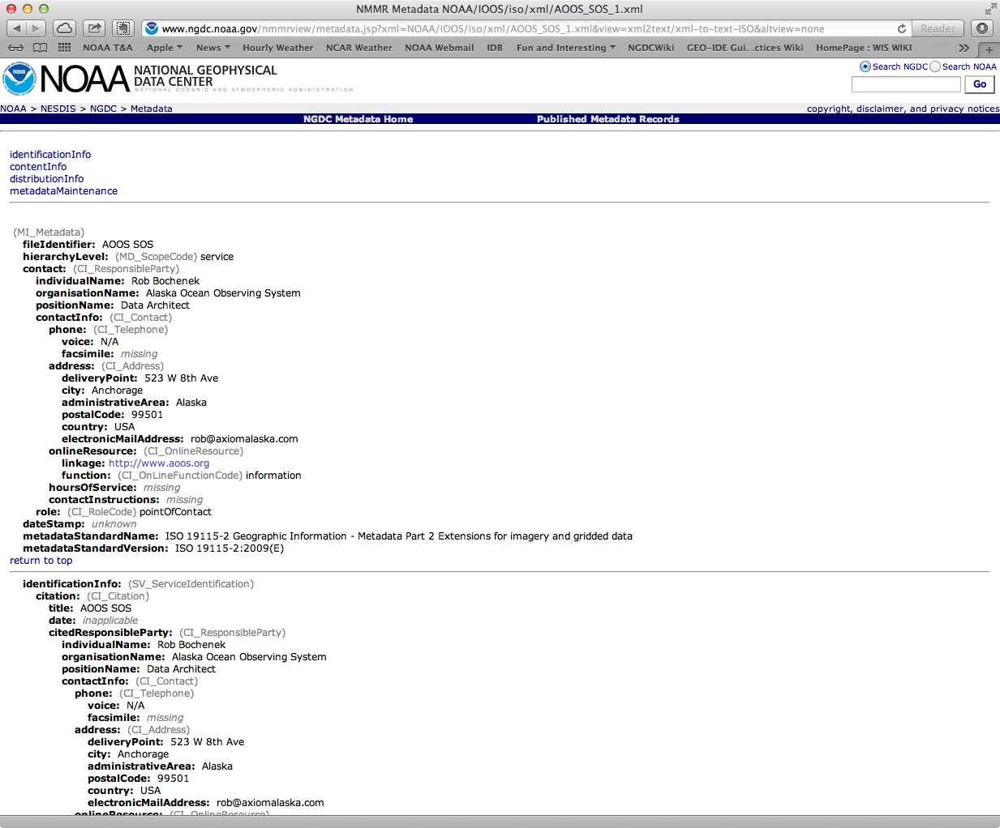 NMMR Metadata NOAA/IOOS/iso/xml/AOOS_SOS_1.xml
www.ngdc.noaa.gov/nmmrview/metadata.jsp?xml=NOAA/IOOS/iso/xml/AOOS_SOS_1.xml&view=xml2text/xml-to-text-ISO&altview=none
Reader
NOAA T&A Apple News Hourly Weather NCAR Weather NOAA Webmail IDB Fun and Interesting NGDCWiki GEO-IDE Gui...ctices Wiki HomePage : WIS WIKI
NOAA NATIONAL GEOPHYSICAL
DATA CENTER
NATIONAL OCEANIC AND ATMOSPHERIC ADMINISTRATION
Search NGDC Search NOAA
Go
NOAA > NESDIS > NGDC > Metadata copyright, disclaimer, and privacy notices
NGDC Metadata Home Published Metadata Records
identificationInfo
contentInfo
distributionInfo
metadataMaintenance
(MI_Metadata)
fileIdentifier: AOOS SOS
hierarchyLevel: (MD_ScopeCode) service
contact: (CI_ResponsibleParty)
individualName: Rob Bochenek
organisationName: Alaska Ocean Observing System
positionName: Data Architect
contactInfo: (CI_Contact)
phone: (CI_Telephone)
voice: N/A
facsimile: missing
address: (CI_Address)
deliveryPoint: 523 W 8th Ave
city: Anchorage
administrativeArea: Alaska
postalCode: 99501
country: USA
electronicMailAddress: rob@axiomalaska.com
onlineResource: (CI_OnlineResource)
linkage: http://www.aoos.org
function: (CI_OnLineFunctionCode) information
hoursOfService: missing
contactInstructions: missing
role: (CI_RoleCode) pointOfContact
dateStamp: unknown
metadataStandardName: ISO 19115-2 Geographic Information - Metadata Part 2 Extensions for imagery and gridded data
metadataStandardVersion: ISO 19115-2:2009(E)
return to top
identificationInfo: (SV_ServiceIdentification)
citation: (CI_Citation)
title: AOOS SOS
date: inapplicable
citedResponsibleParty: (CI_ResponsibleParty)
individualName: Rob Bochenek
organisationName: Alaska Ocean Observing System
positionName: Data Architect
contactInfo: (CI_Contact)
phone: (CI_Telephone)
voice: N/A
facsimile: missing
address: (CI_Address)
deliveryPoint: 523 W 8th Ave
city: Anchorage
administrativeArea: Alaska
postalCode: 99501
country: USA
electronicMailAddress: rob@axiomalaska.com
onlineResource: (CI_OnlineResource)